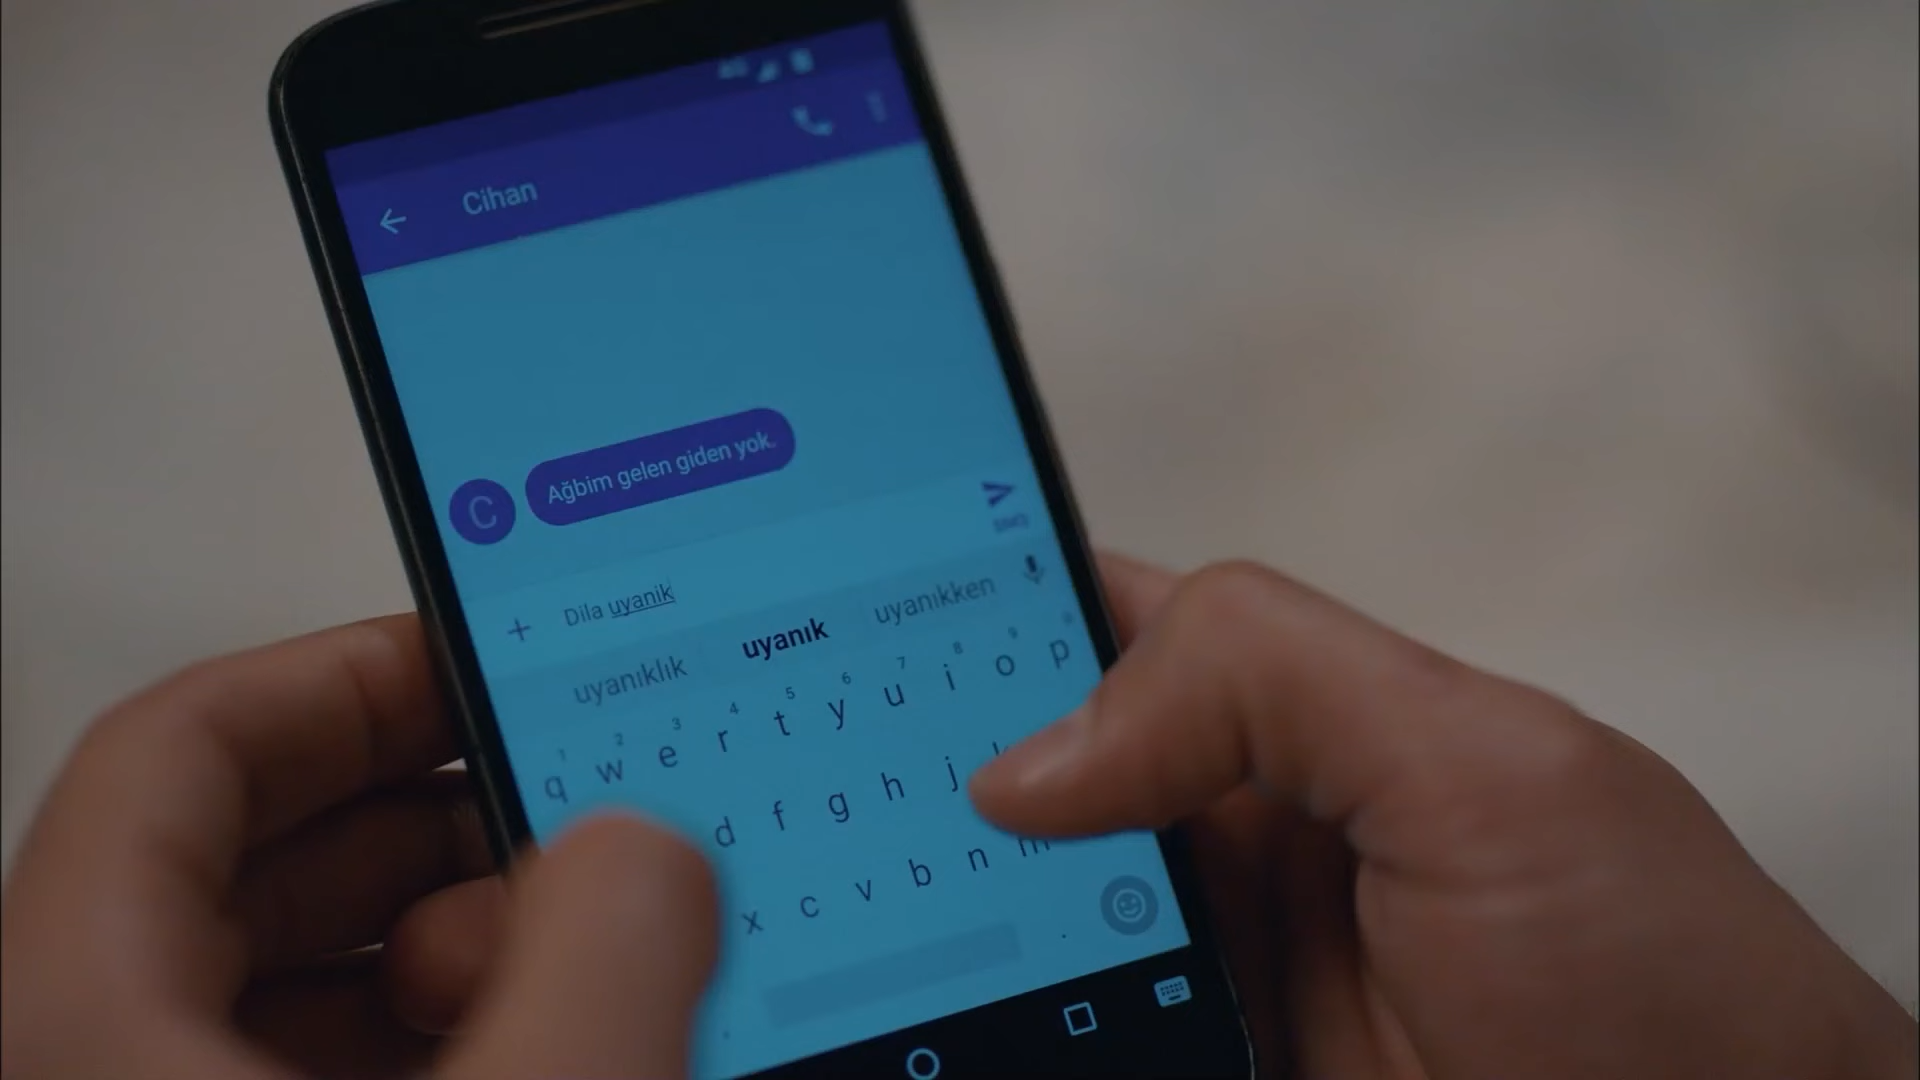 Cihan
C
Ağbim gelen giden yok.
SMS
Dila uyanik
uyanıklık uyanık uyanıkken
1 2 3 4 5 6 7 8 9
q w e r t y u i o p
d f g h j
x c v b n m
.